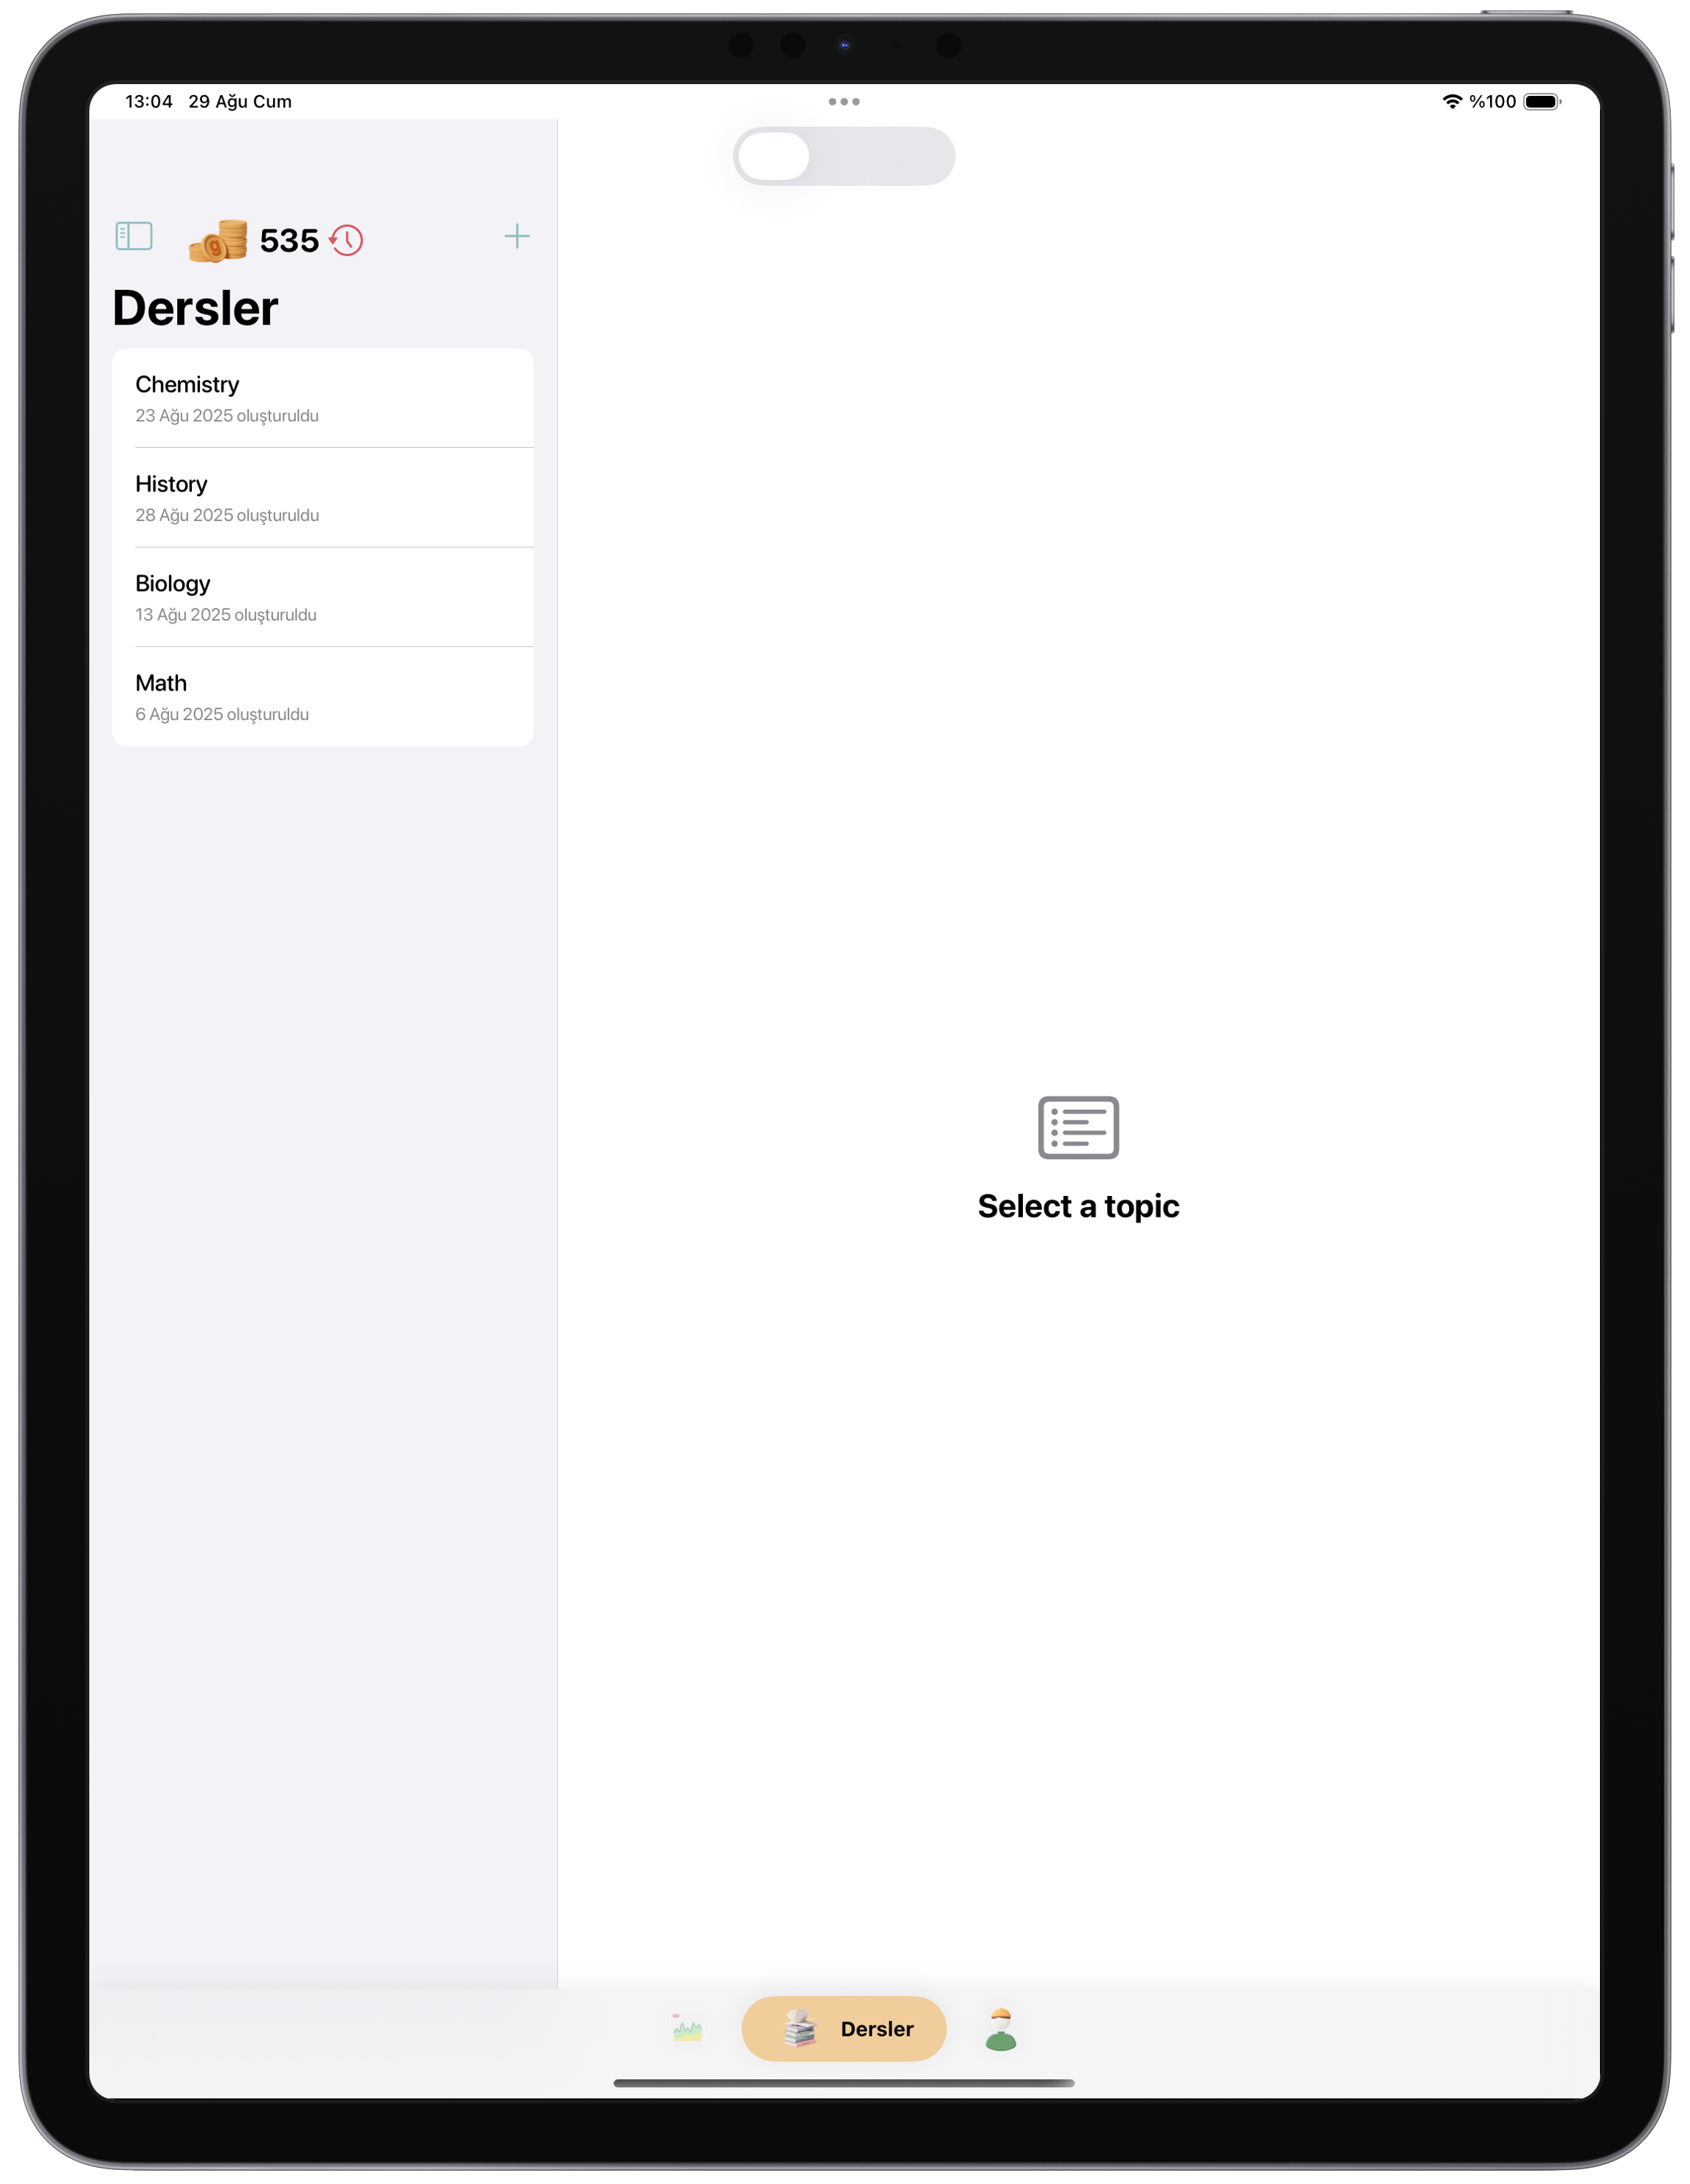 13:04 29 Ağu Cum
%100
535
Dersler
Chemistry
23 Ağu 2025 oluşturuldu
History
28 Ağu 2025 oluşturuldu
Biology
13 Ağu 2025 oluşturuldu
Math
6 Ağu 2025 oluşturuldu
Select a topic
Dersler